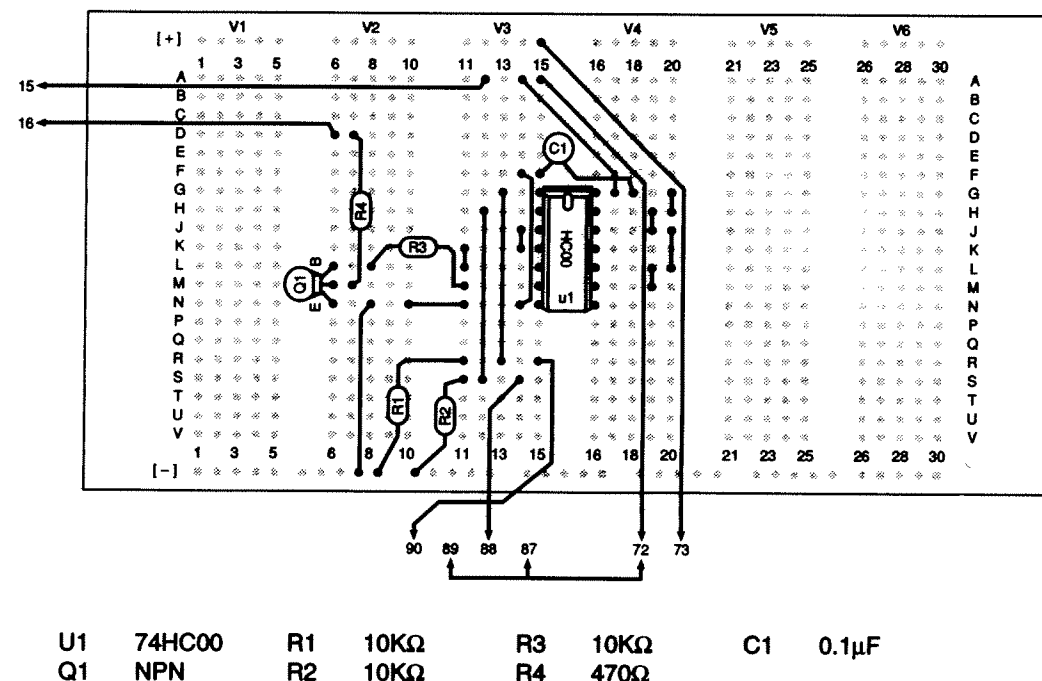 V1 V2 V3 V4 V5 V6
[+]
1 3 5 6 8 10 11 13 15 16 18 20 21 23 25 26 28 30
A A
15
B B
C C
16
D D
E C1 E
F F
G G
H R4 H
J HC00 J
K R3 K
L B L
M Q1 M
N E u1 N
P P
Q Q
R R
S S
T R1 T
U R2 U
V V
1 3 5 6 8 10 11 13 15 16 18 20 21 23 25 26 28 30
[-]
90 89 88 87 72 73
U1 74HC00 R1 10KΩ R3 10KΩ C1 0.1µF
Q1 NPN R2 10KΩ R4 470Ω